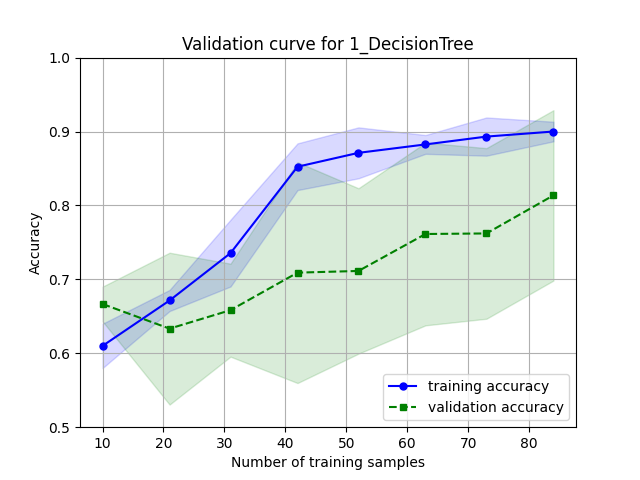 Validation curve for 1_DecisionTree
1.0
0.9
0.8
0.7
0.6
0.5
Accuracy
10 20 30 40 50 60 70 80
Number of training samples
training accuracy
validation accuracy